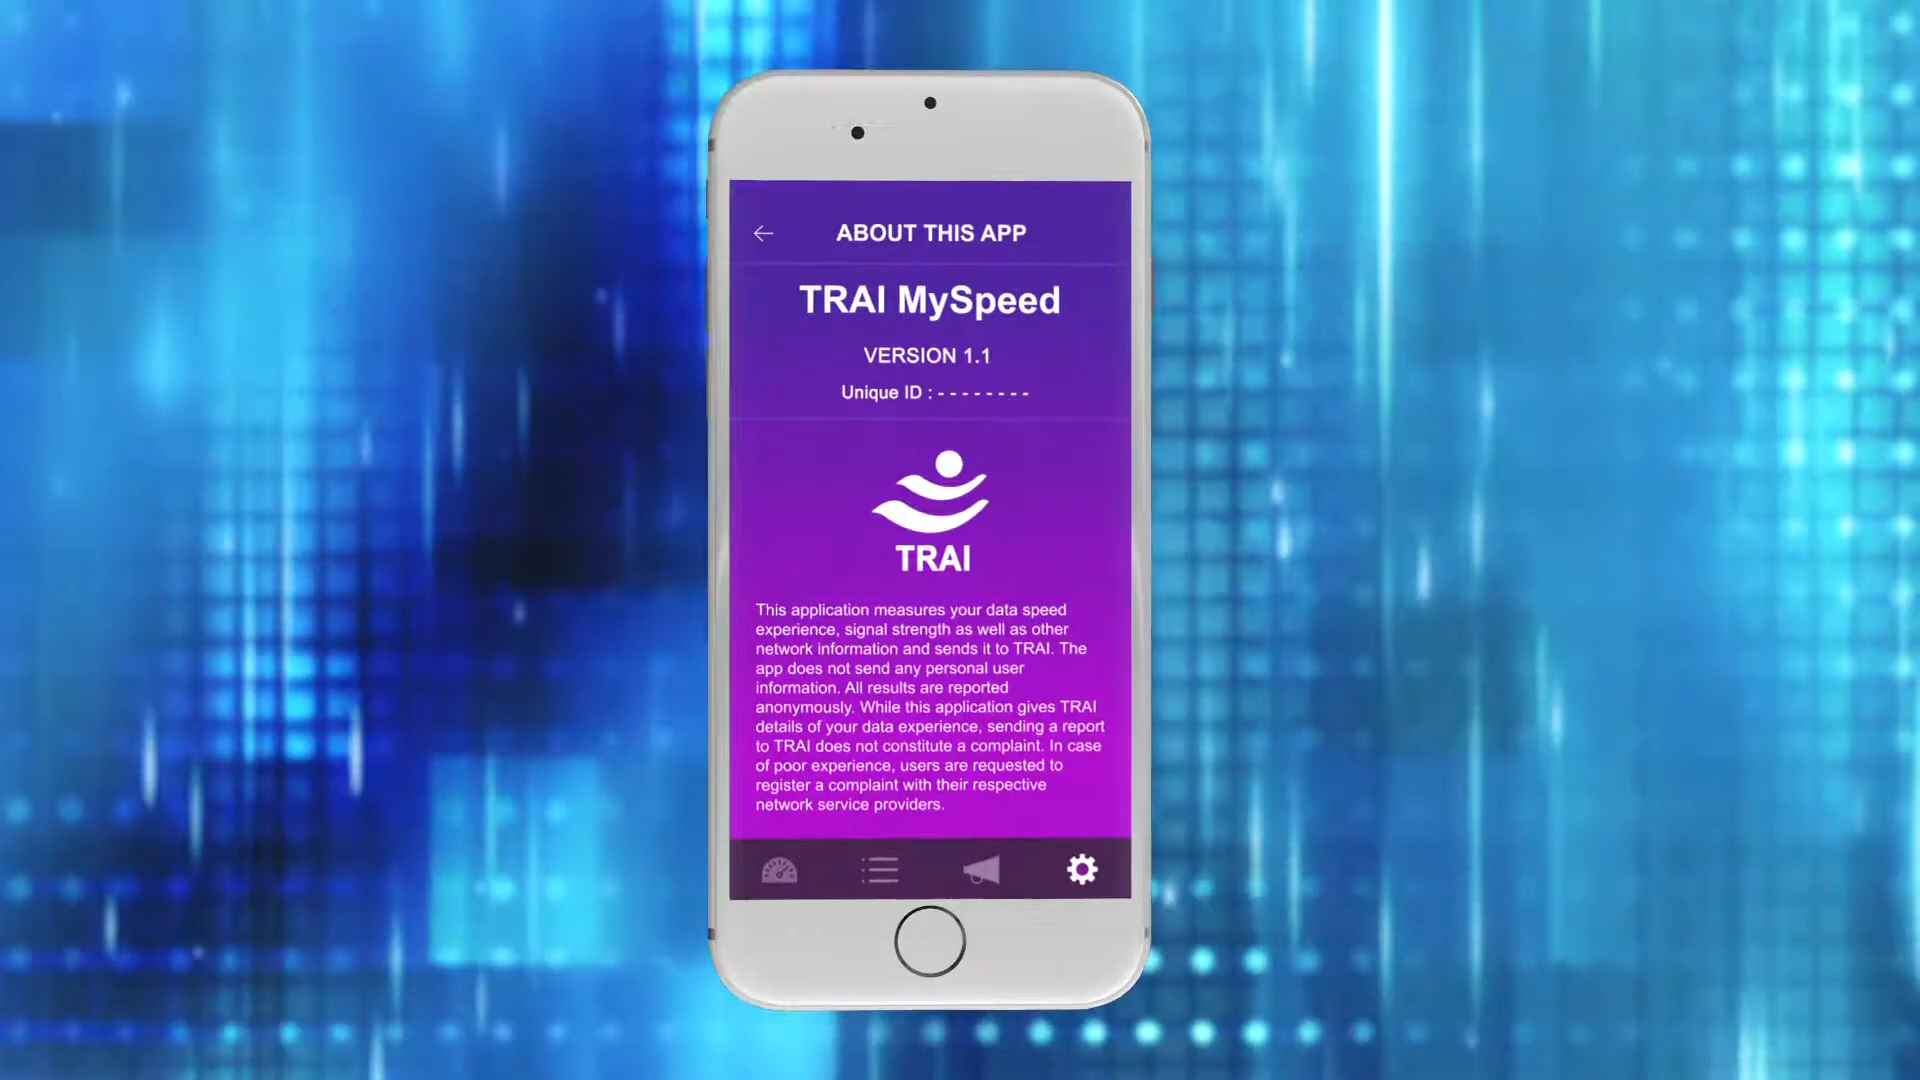 ABOUT THIS APP
TRAI MySpeed
VERSION 1.1
Unique ID : - - - - - - - -
TRAI
This application measures your data speed
experience, signal strength as well as other
network information and sends it to TRAI. The
app does not send any personal user
information. All results are reported
anonymously. While this application gives TRAI
details of your data experience, sending a report
to TRAI does not constitute a complaint. In case
of poor experience, users are requested to
register a complaint with their respective
network service providers.